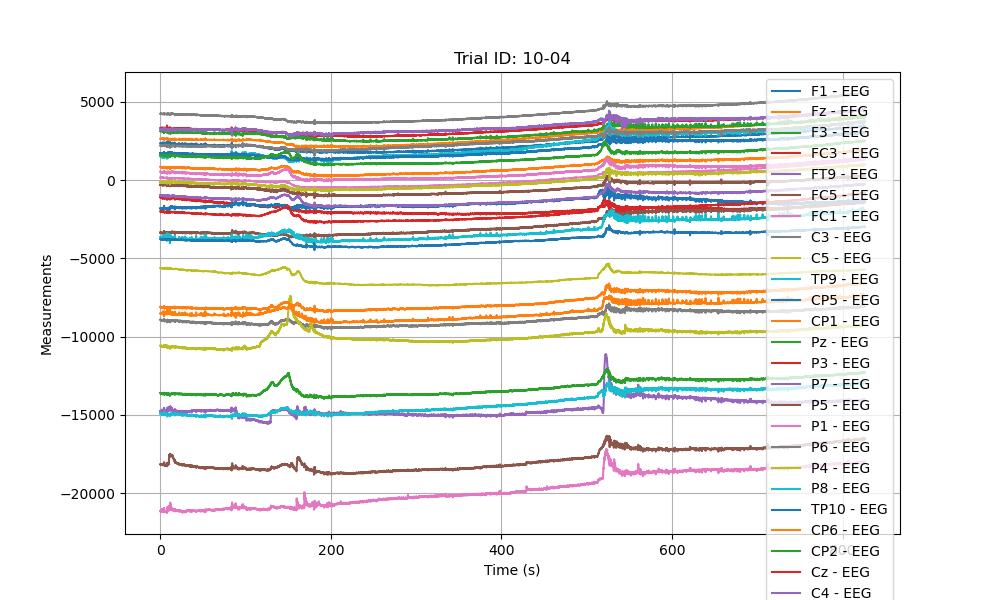 Trial ID: 10-04
Measurements
5000
0
−5000
−10000
−15000
−20000
0
200
400
600
800
Time (s)
F1 - EEG
Fz - EEG
F3 - EEG
FC3 - EEG
FT9 - EEG
FC5 - EEG
FC1 - EEG
C3 - EEG
C5 - EEG
TP9 - EEG
CP5 - EEG
CP1 - EEG
Pz - EEG
P3 - EEG
P7 - EEG
P5 - EEG
P1 - EEG
P6 - EEG
P4 - EEG
P8 - EEG
TP10 - EEG
CP6 - EEG
CP2 - EEG
Cz - EEG
C4 - EEG